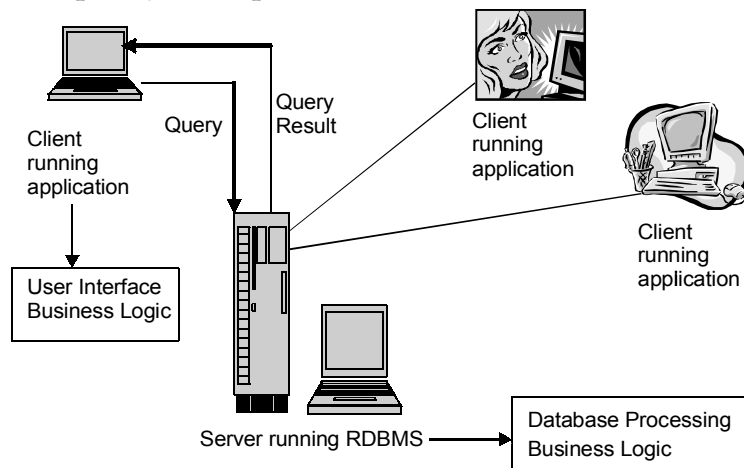 Query
Query
Result
Client
running
application
Client
running
application
Client
running
application
User Interface
Business Logic
Server running RDBMS
Database Processing
Business Logic